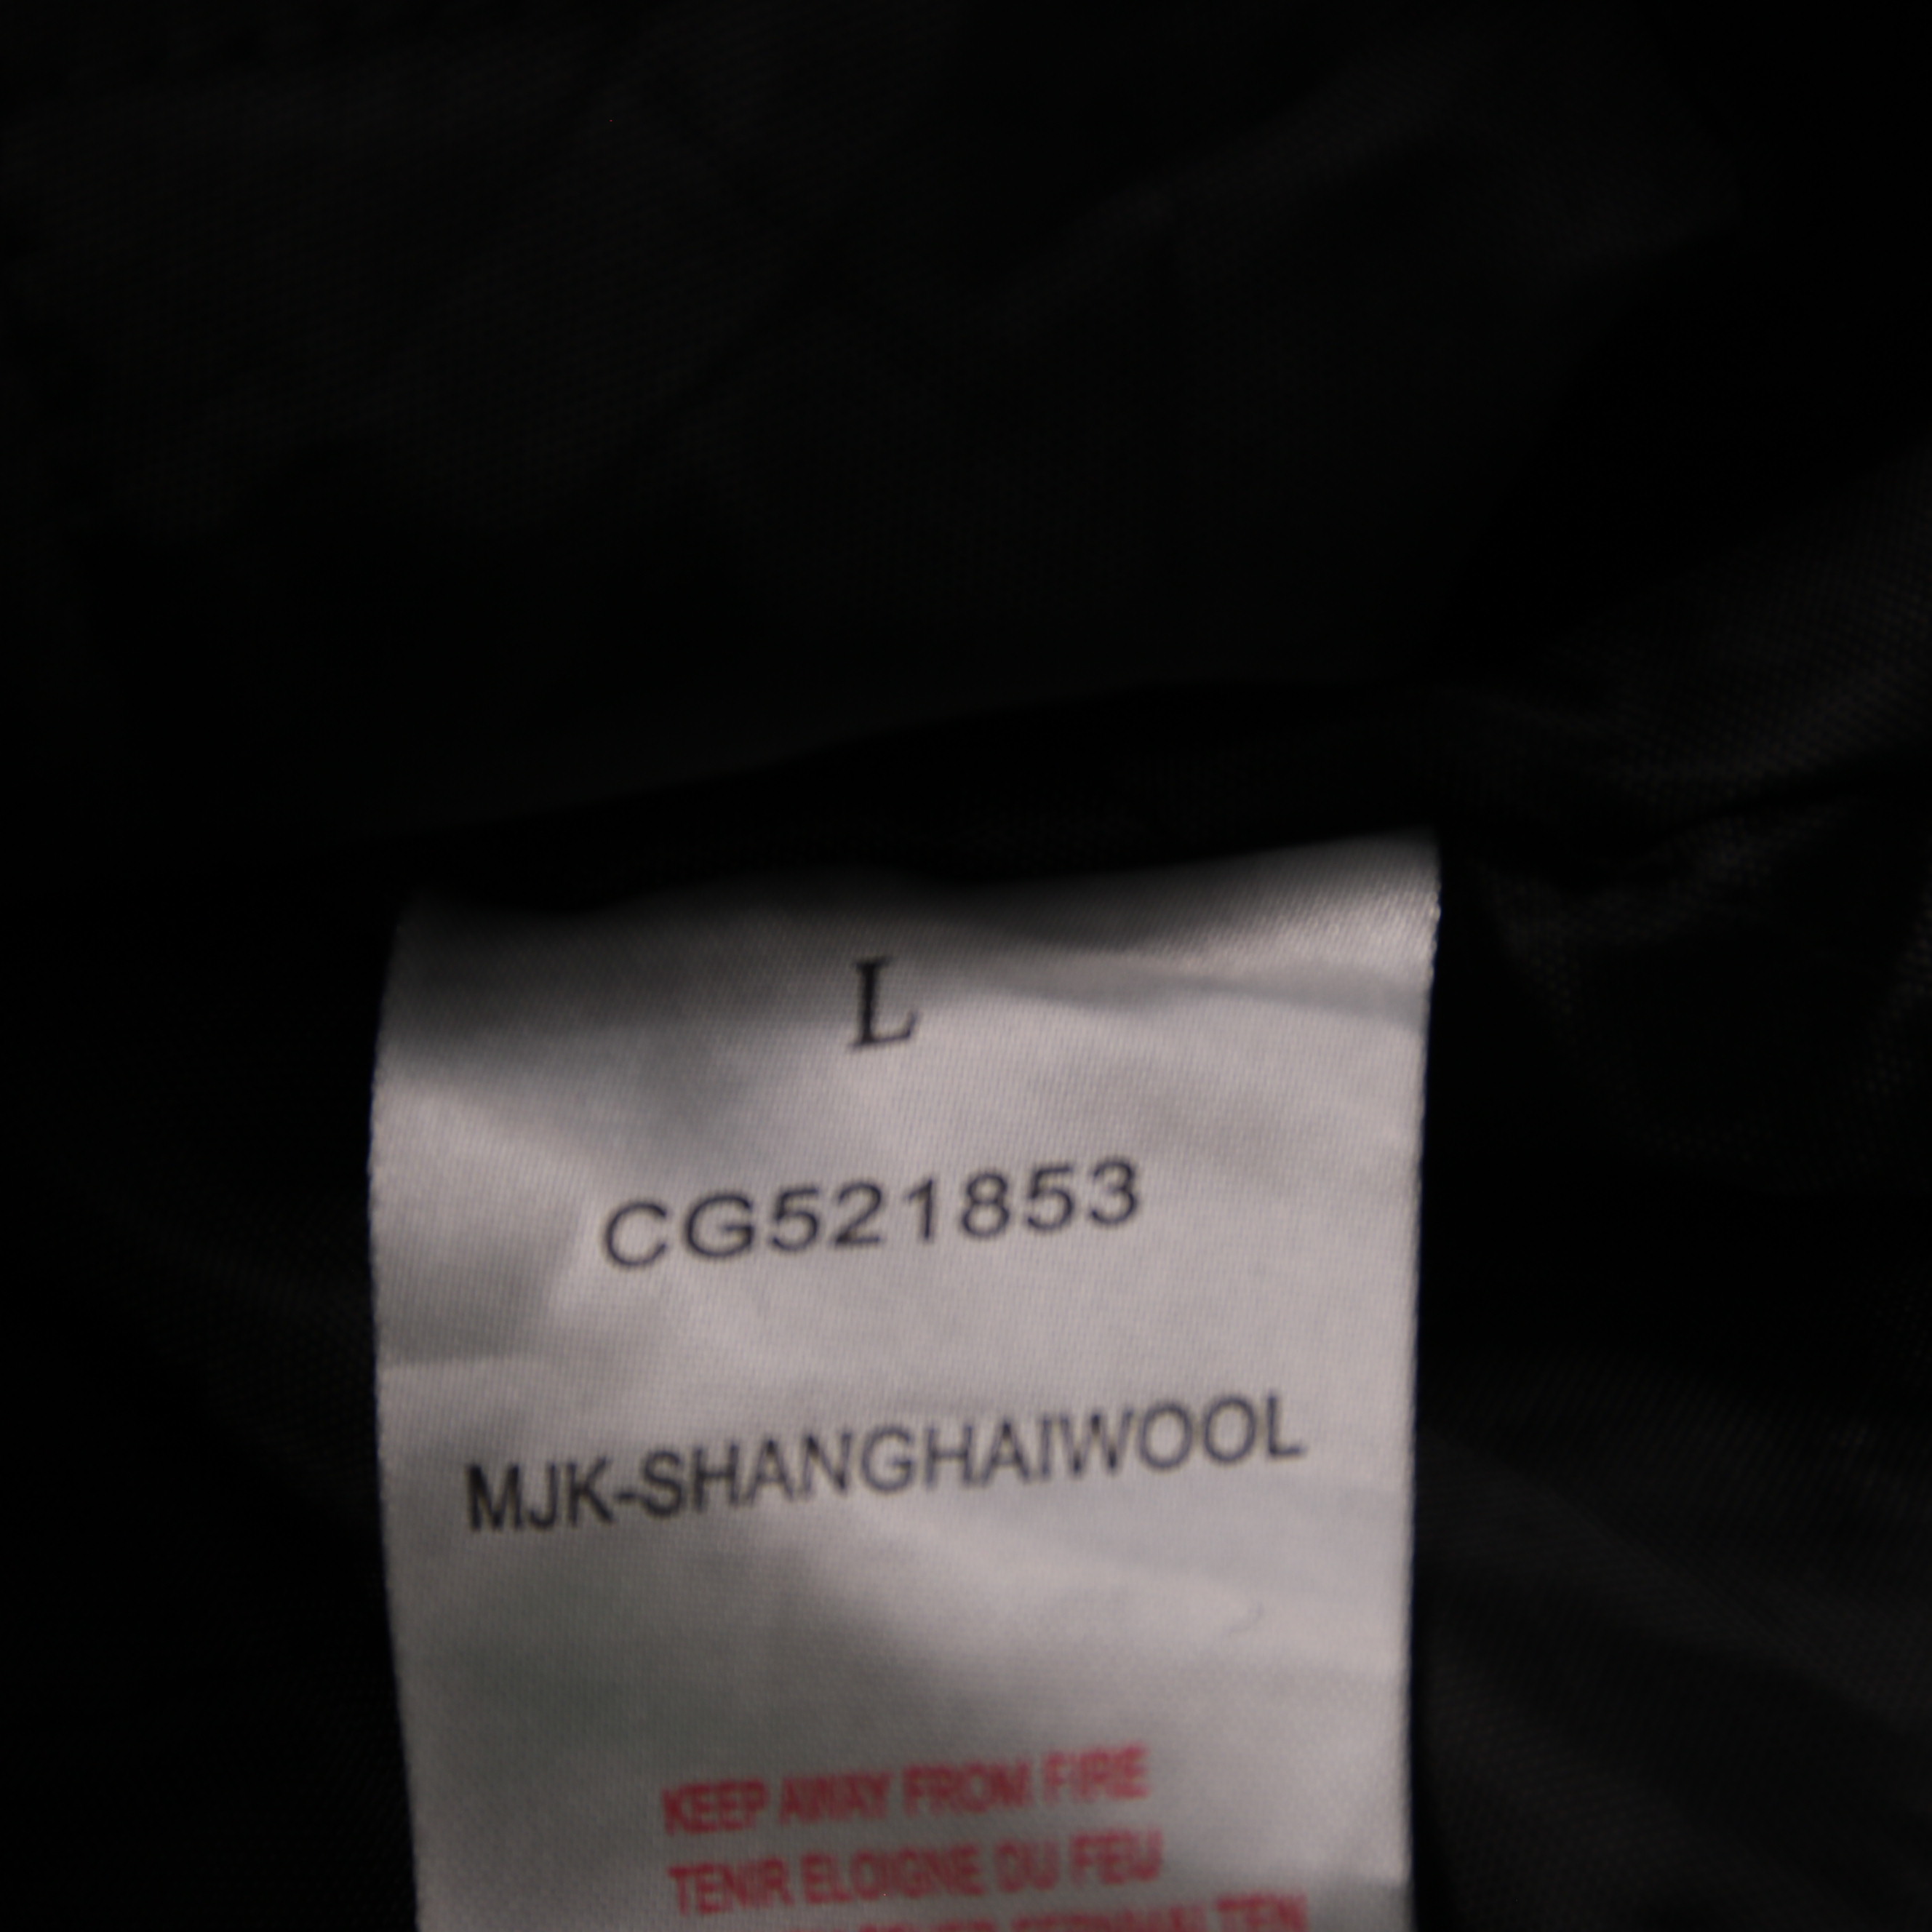 L
CG521853
MJK-SHANGHAIWOOL
KEEP AWAY FROM FIRE
TENIR ELOIGNE DU FEU